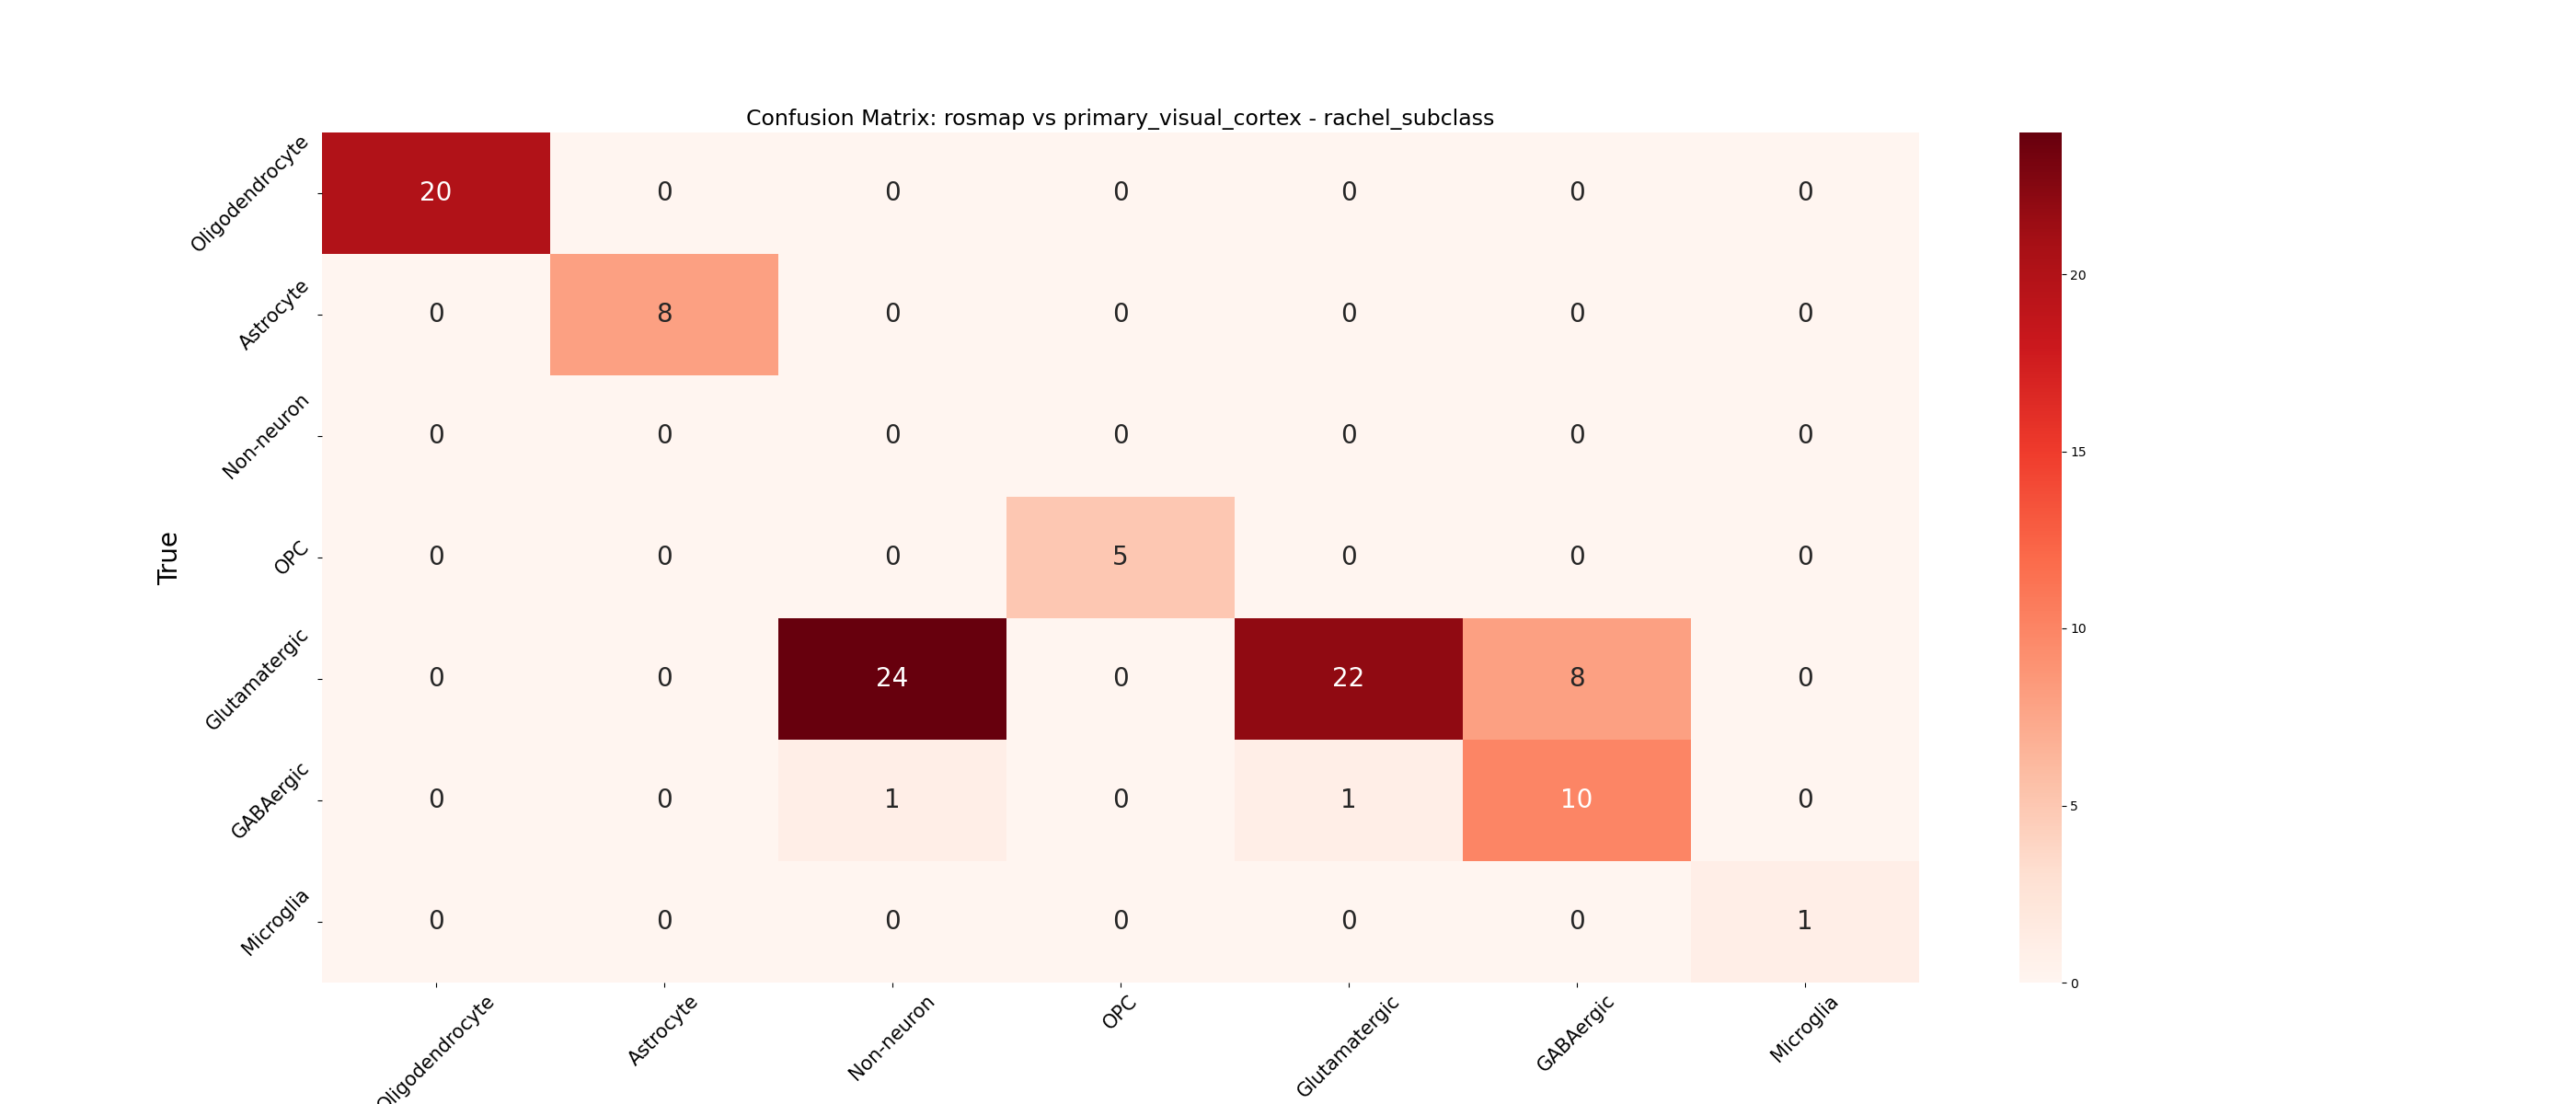 Confusion Matrix: rosmap vs primary_visual_cortex - rachel_subclass
True
Oligodendrocyte 20 0 0 0 0 0 0
Astrocyte 0 8 0 0 0 0 0
Non-neuron 0 0 0 0 0 0 0
OPC 0 0 0 5 0 0 0
Glutamatergic 0 0 24 0 22 8 0
GABAergic 0 0 1 0 1 10 0
Microglia 0 0 0 0 0 0 1
Oligodendrocyte Astrocyte Non-neuron OPC Glutamatergic GABAergic Microglia
20
15
10
5
0